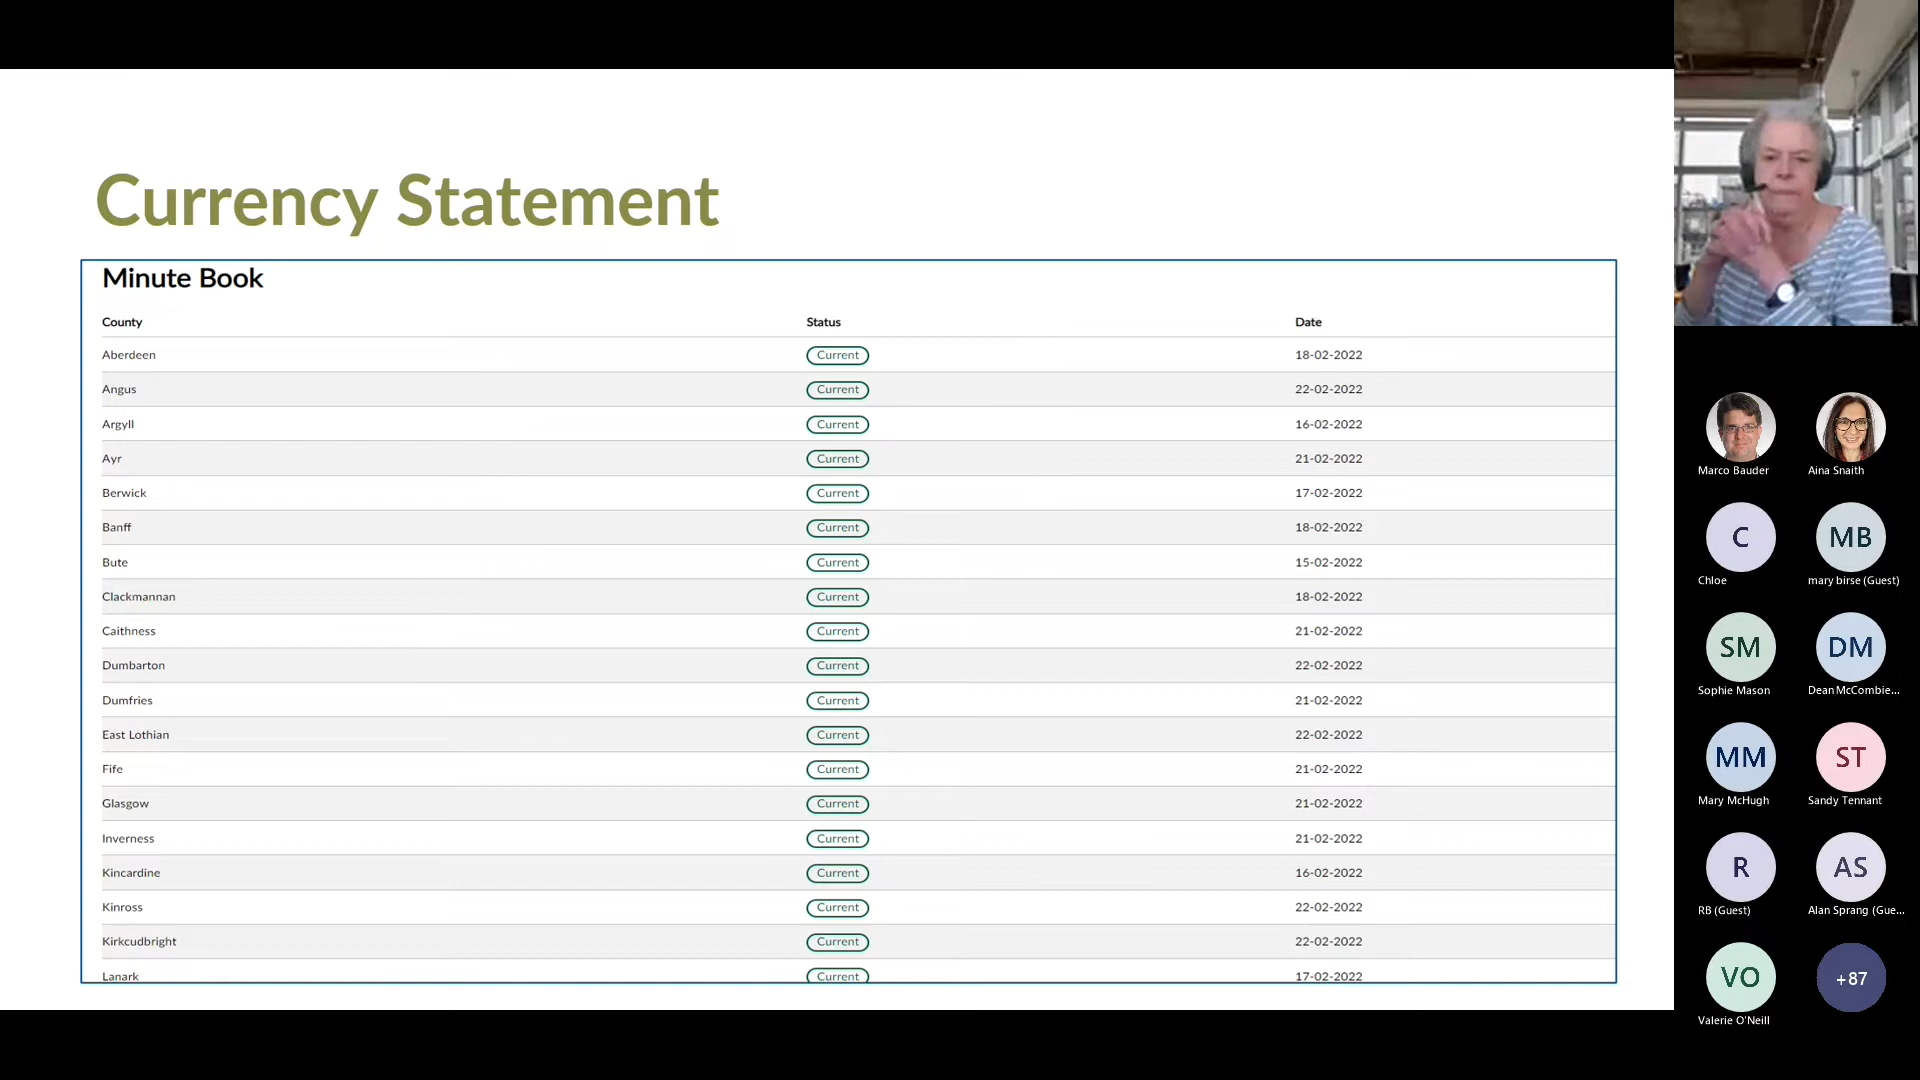 Currency Statement
Minute Book
County Status Date
Aberdeen Current 18-02-2022
Angus Current 22-02-2022
Argyll Current 16-02-2022
Ayr Current 21-02-2022
Berwick Current 17-02-2022
Banff Current 18-02-2022
Bute Current 15-02-2022
Clackmannan Current 18-02-2022
Caithness Current 21-02-2022
Dumbarton Current 22-02-2022
Dumfries Current 21-02-2022
East Lothian Current 22-02-2022
Fife Current 21-02-2022
Glasgow Current 21-02-2022
Inverness Current 21-02-2022
Kincardine Current 16-02-2022
Kinross Current 22-02-2022
Kirkcudbright Current 22-02-2022
Lanark Current 17-02-2022
Marco Bauder Aina Snaith
C MB
Chloe mary birse (Guest)
SM DM
Sophie Mason Dean McCombie...
MM ST
Mary McHugh Sandy Tennant
R AS
RB (Guest) Alan Sprang (Gue...
VO +87
Valerie O'Neill